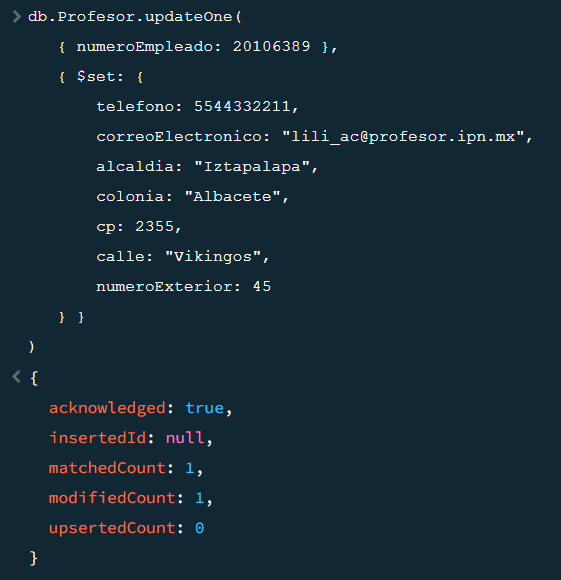 db.Profesor.updateOne(
{ numeroEmpleado: 20106389 },
{ $set: {
telefono: 5544332211,
correoElectronico: "lili_ac@profesor.ipn.mx",
alcaldia: "Iztapalapa",
colonia: "Albacete",
cp: 2355,
calle: "Vikingos",
numeroExterior: 45
} }
)
{
acknowledged: true,
insertedId: null,
matchedCount: 1,
modifiedCount: 1,
upsertedCount: 0
}